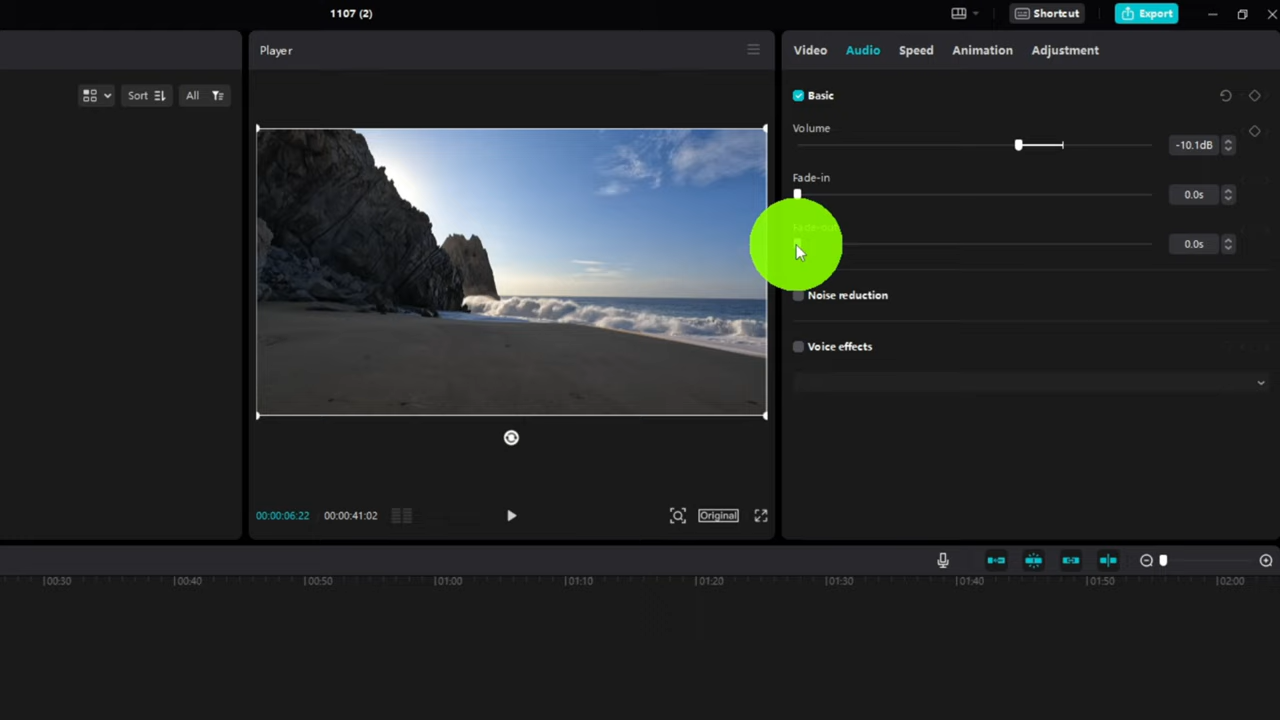 1107 (2)
Shortcut
Export
Player
Video Audio Speed Animation Adjustment
Sort
All
Basic
Volume
-10.1dB
Fade-in
0.0s
Fade-out
0.0s
Noise reduction
Voice effects
00:00:06:22 00:00:41:02
Original
00:30 00:40 00:50 01:00 01:10 01:20 01:30 01:40 01:50 02:00